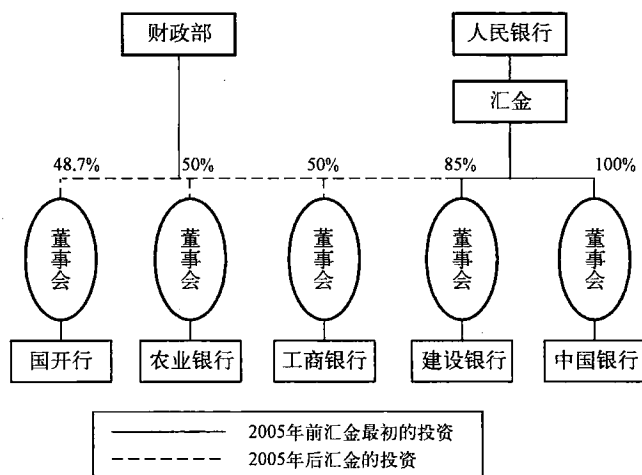 财政部
人民银行
汇金
48.7%
50%
50%
85%
100%
董事会
董事会
董事会
董事会
董事会
国开行
农业银行
工商银行
建设银行
中国银行
2005年前汇金最初的投资
2005年后汇金的投资